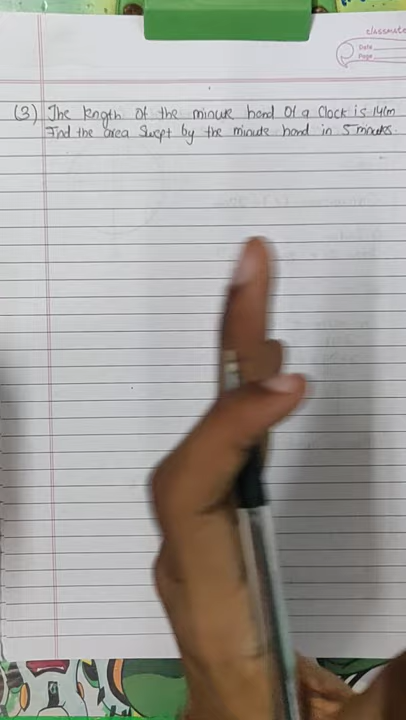 classmate
Date
Page
(3) The length of the minute hand of a clock is 14cm
Find the area swept by the minute hand in 5 minutes.